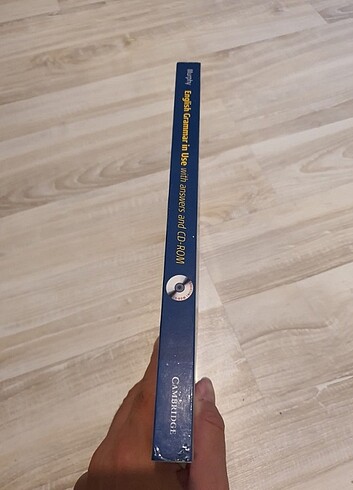 Murphy
English Grammar in Use with answers and CD-ROM
CAMBRIDGE